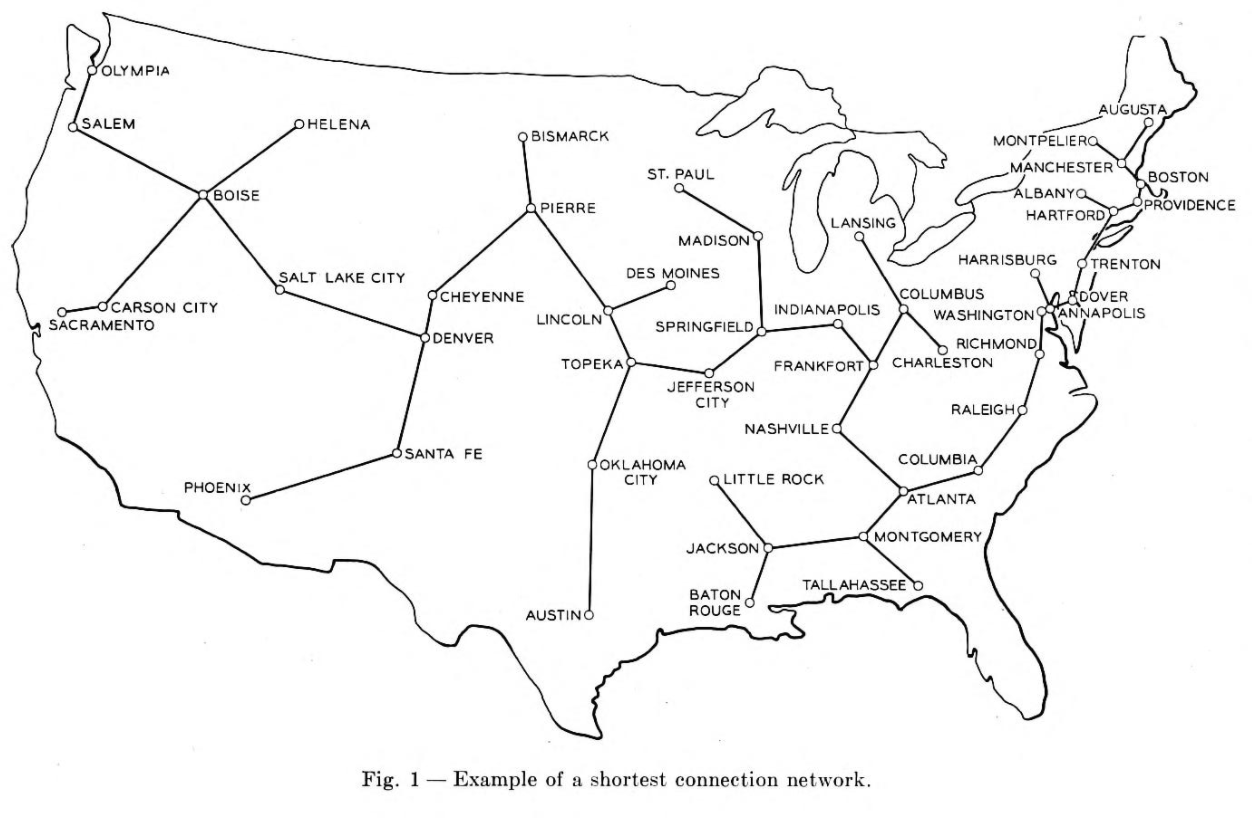 OLYMPIA
AUGUSTA
SALEM
HELENA
BISMARCK
MONTPELIER
MANCHESTER
ST. PAUL
BOSTON
BOISE
ALBANY
PIERRE
PROVIDENCE
HARTFORD
LANSING
MADISON
HARRISBURG
TRENTON
DES MOINES
SALT LAKE CITY
CHEYENNE
COLUMBUS
DOVER
CARSON CITY
INDIANAPOLIS
WASHINGTON
ANNAPOLIS
SACRAMENTO
LINCOLN
SPRINGFIELD
DENVER
RICHMOND
TOPEKA
FRANKFORT
CHARLESTON
JEFFERSON
CITY
RALEIGH
NASHVILLE
SANTA FE
COLUMBIA
OKLAHOMA
CITY
LITTLE ROCK
PHOENIX
ATLANTA
MONTGOMERY
JACKSON
TALLAHASSEE
BATON
ROUGE
AUSTIN
Fig. 1 — Example of a shortest connection network.